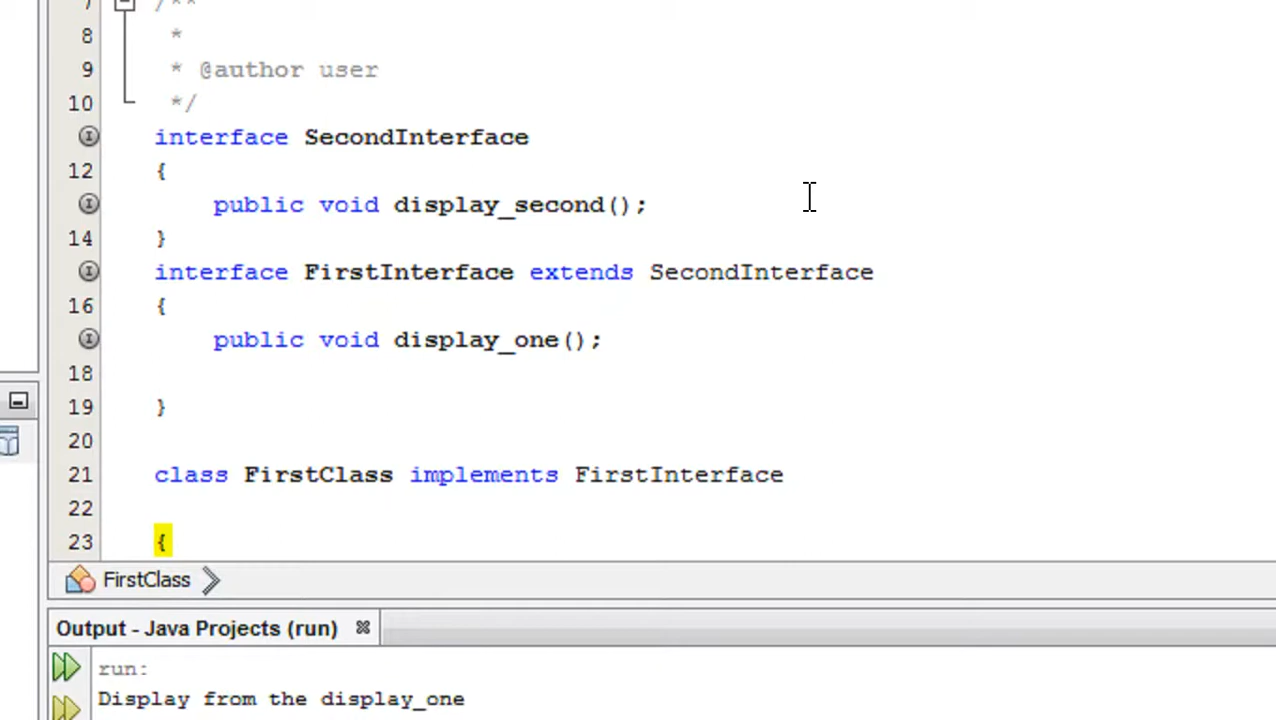 7 /**
8 *
9 * @author user
10 */
interface SecondInterface
12 {
public void display_second();
14 }
interface FirstInterface extends SecondInterface
16 {
public void display_one();
18
19 }
20
21 class FirstClass implements FirstInterface
22
23 {
FirstClass
Output - Java Projects (run)
run:
Display from the display_one